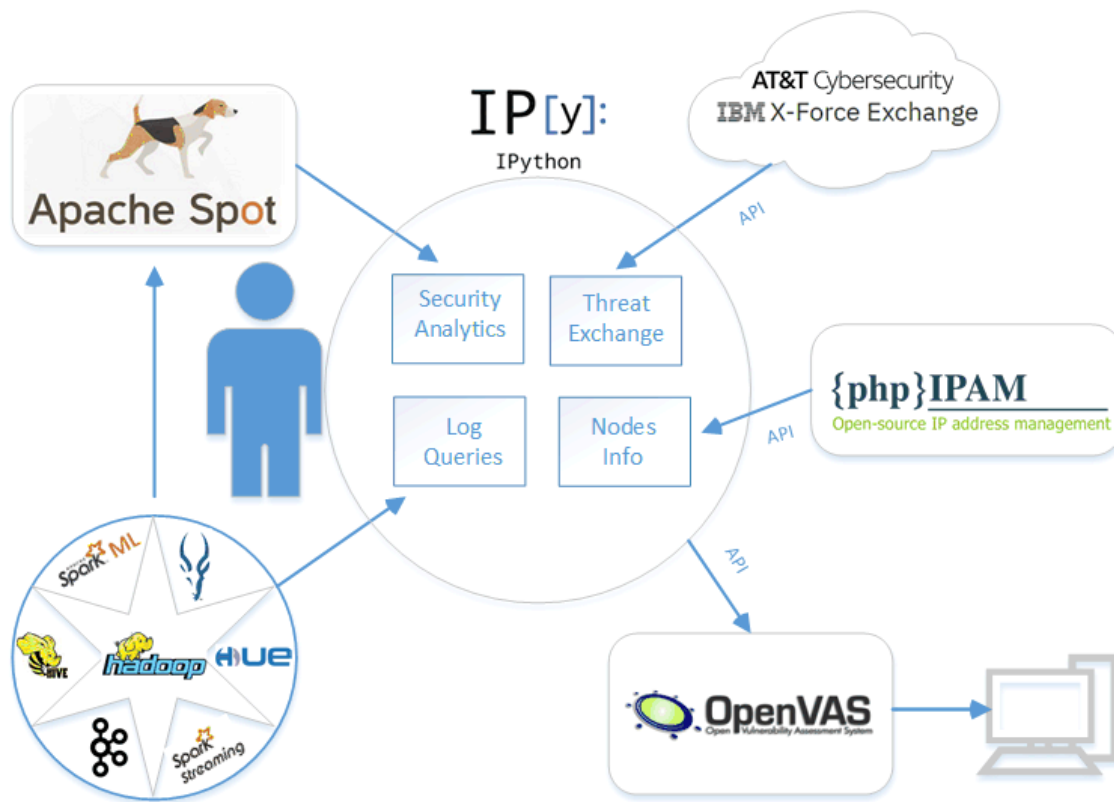 AT&T Cybersecurity
IBM X-Force Exchange
IP[y]:
IPython
Apache Spot
API
Security
Analytics
Threat
Exchange
{php}IPAM
Open-source IP address management
API
Log
Queries
Nodes
Info
API
Spark ML
HIVE
hadoop
HUE
Spark
Streaming
OpenVAS
Open Vulnerability Assessment System